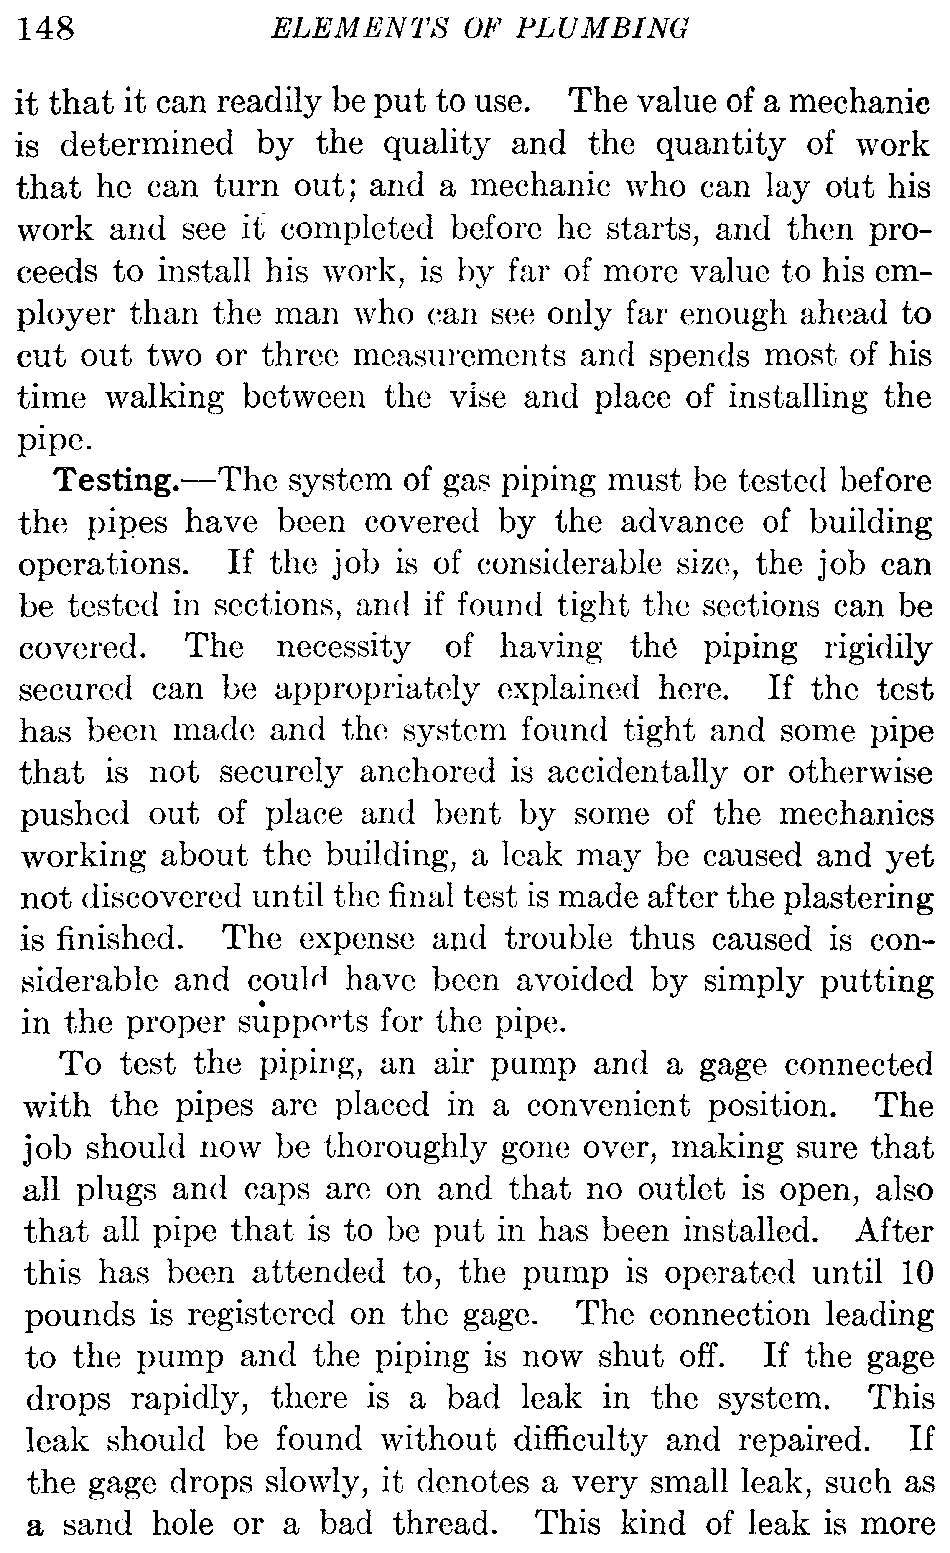 148 ELEMENTS OF PLUMBING
it that it can readily be put to use. The value of a mechanic
is determined by the quality and the quantity of work
that he can turn out; and a mechanic who can lay out his
work and see it completed before he starts, and then pro-
ceeds to install his work, is by far of more value to his em-
ployer than the man who can see only far enough ahead to
cut out two or three measurements and spends most of his
time walking between the vise and place of installing the
pipe.
Testing.—The system of gas piping must be tested before
the pipes have been covered by the advance of building
operations. If the job is of considerable size, the job can
be tested in sections, and if found tight the sections can be
covered. The necessity of having the piping rigidily
secured can be appropriately explained here. If the test
has been made and the system found tight and some pipe
that is not securely anchored is accidentally or otherwise
pushed out of place and bent by some of the mechanics
working about the building, a leak may be caused and yet
not discovered until the final test is made after the plastering
is finished. The expense and trouble thus caused is con-
siderable and could have been avoided by simply putting
in the proper supports for the pipe.
To test the piping, an air pump and a gage connected
with the pipes are placed in a convenient position. The
job should now be thoroughly gone over, making sure that
all plugs and caps are on and that no outlet is open, also
that all pipe that is to be put in has been installed. After
this has been attended to, the pump is operated until 10
pounds is registered on the gage. The connection leading
to the pump and the piping is now shut off. If the gage
drops rapidly, there is a bad leak in the system. This
leak should be found without difficulty and repaired. If
the gage drops slowly, it denotes a very small leak, such as
a sand hole or a bad thread. This kind of leak is more